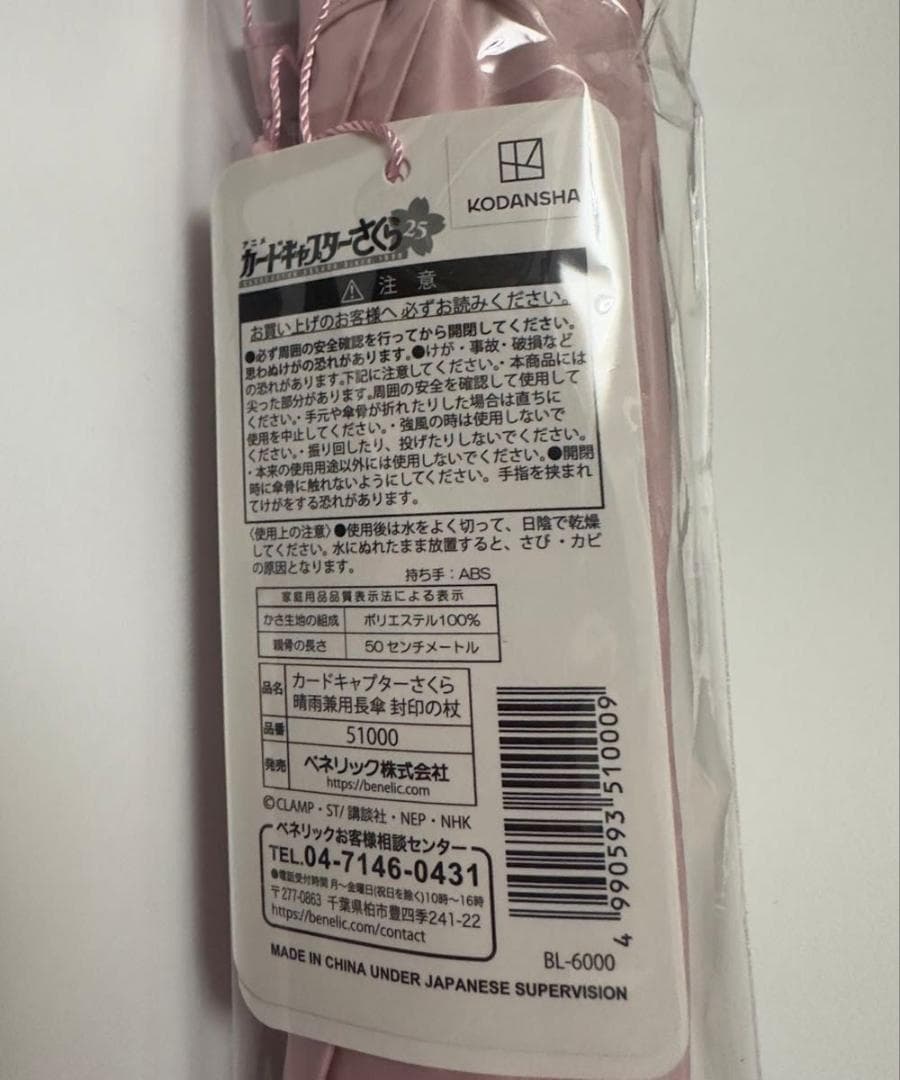 KODANSHA
アニメ
カードキャプターさくら 25
注意
お買い上げのお客様へ 必ずお読みください。
●必ず周囲の安全確認を行ってから開閉してください。
思わぬけがの恐れがあります。●けが・事故・破損など
の恐れがあります。下記に注意してください。・本商品には
尖った部分があります。周囲の安全を確認して使用して
ください。・手元や傘骨が折れたりした場合は直ちに
使用を中止してください。・強風の時は使用しないで
ください。・振り回したり、投げたりしないでください。
・本来の使用用途以外には使用しないでください。●開閉
時に傘骨に触れないようにしてください。手指を挟まれ
てけがをする恐れがあります。
〈使用上の注意〉●使用後は水をよく切って、日陰で乾燥
してください。水にぬれたまま放置すると、さび・カビ
の原因となります。
持ち手：ABS
家庭用品品質表示法による表示
かさ生地の組成 ポリエステル100%
親骨の長さ 50センチメートル
品名 カードキャプターさくら
晴雨兼用長傘 封印の杖
品番 51000
発売 ベネリック株式会社
https://benelic.com
©CLAMP・ST/講談社・NEP・NHK
ベネリックお客様相談センター
TEL.04-7146-0431
●電話受付時間 月～金曜日(祝日を除く)10時～16時
〒277-0863 千葉県柏市豊四季241-22
https://benelic.com/contact
4 990593 510009
BL-6000
MADE IN CHINA UNDER JAPANESE SUPERVISION